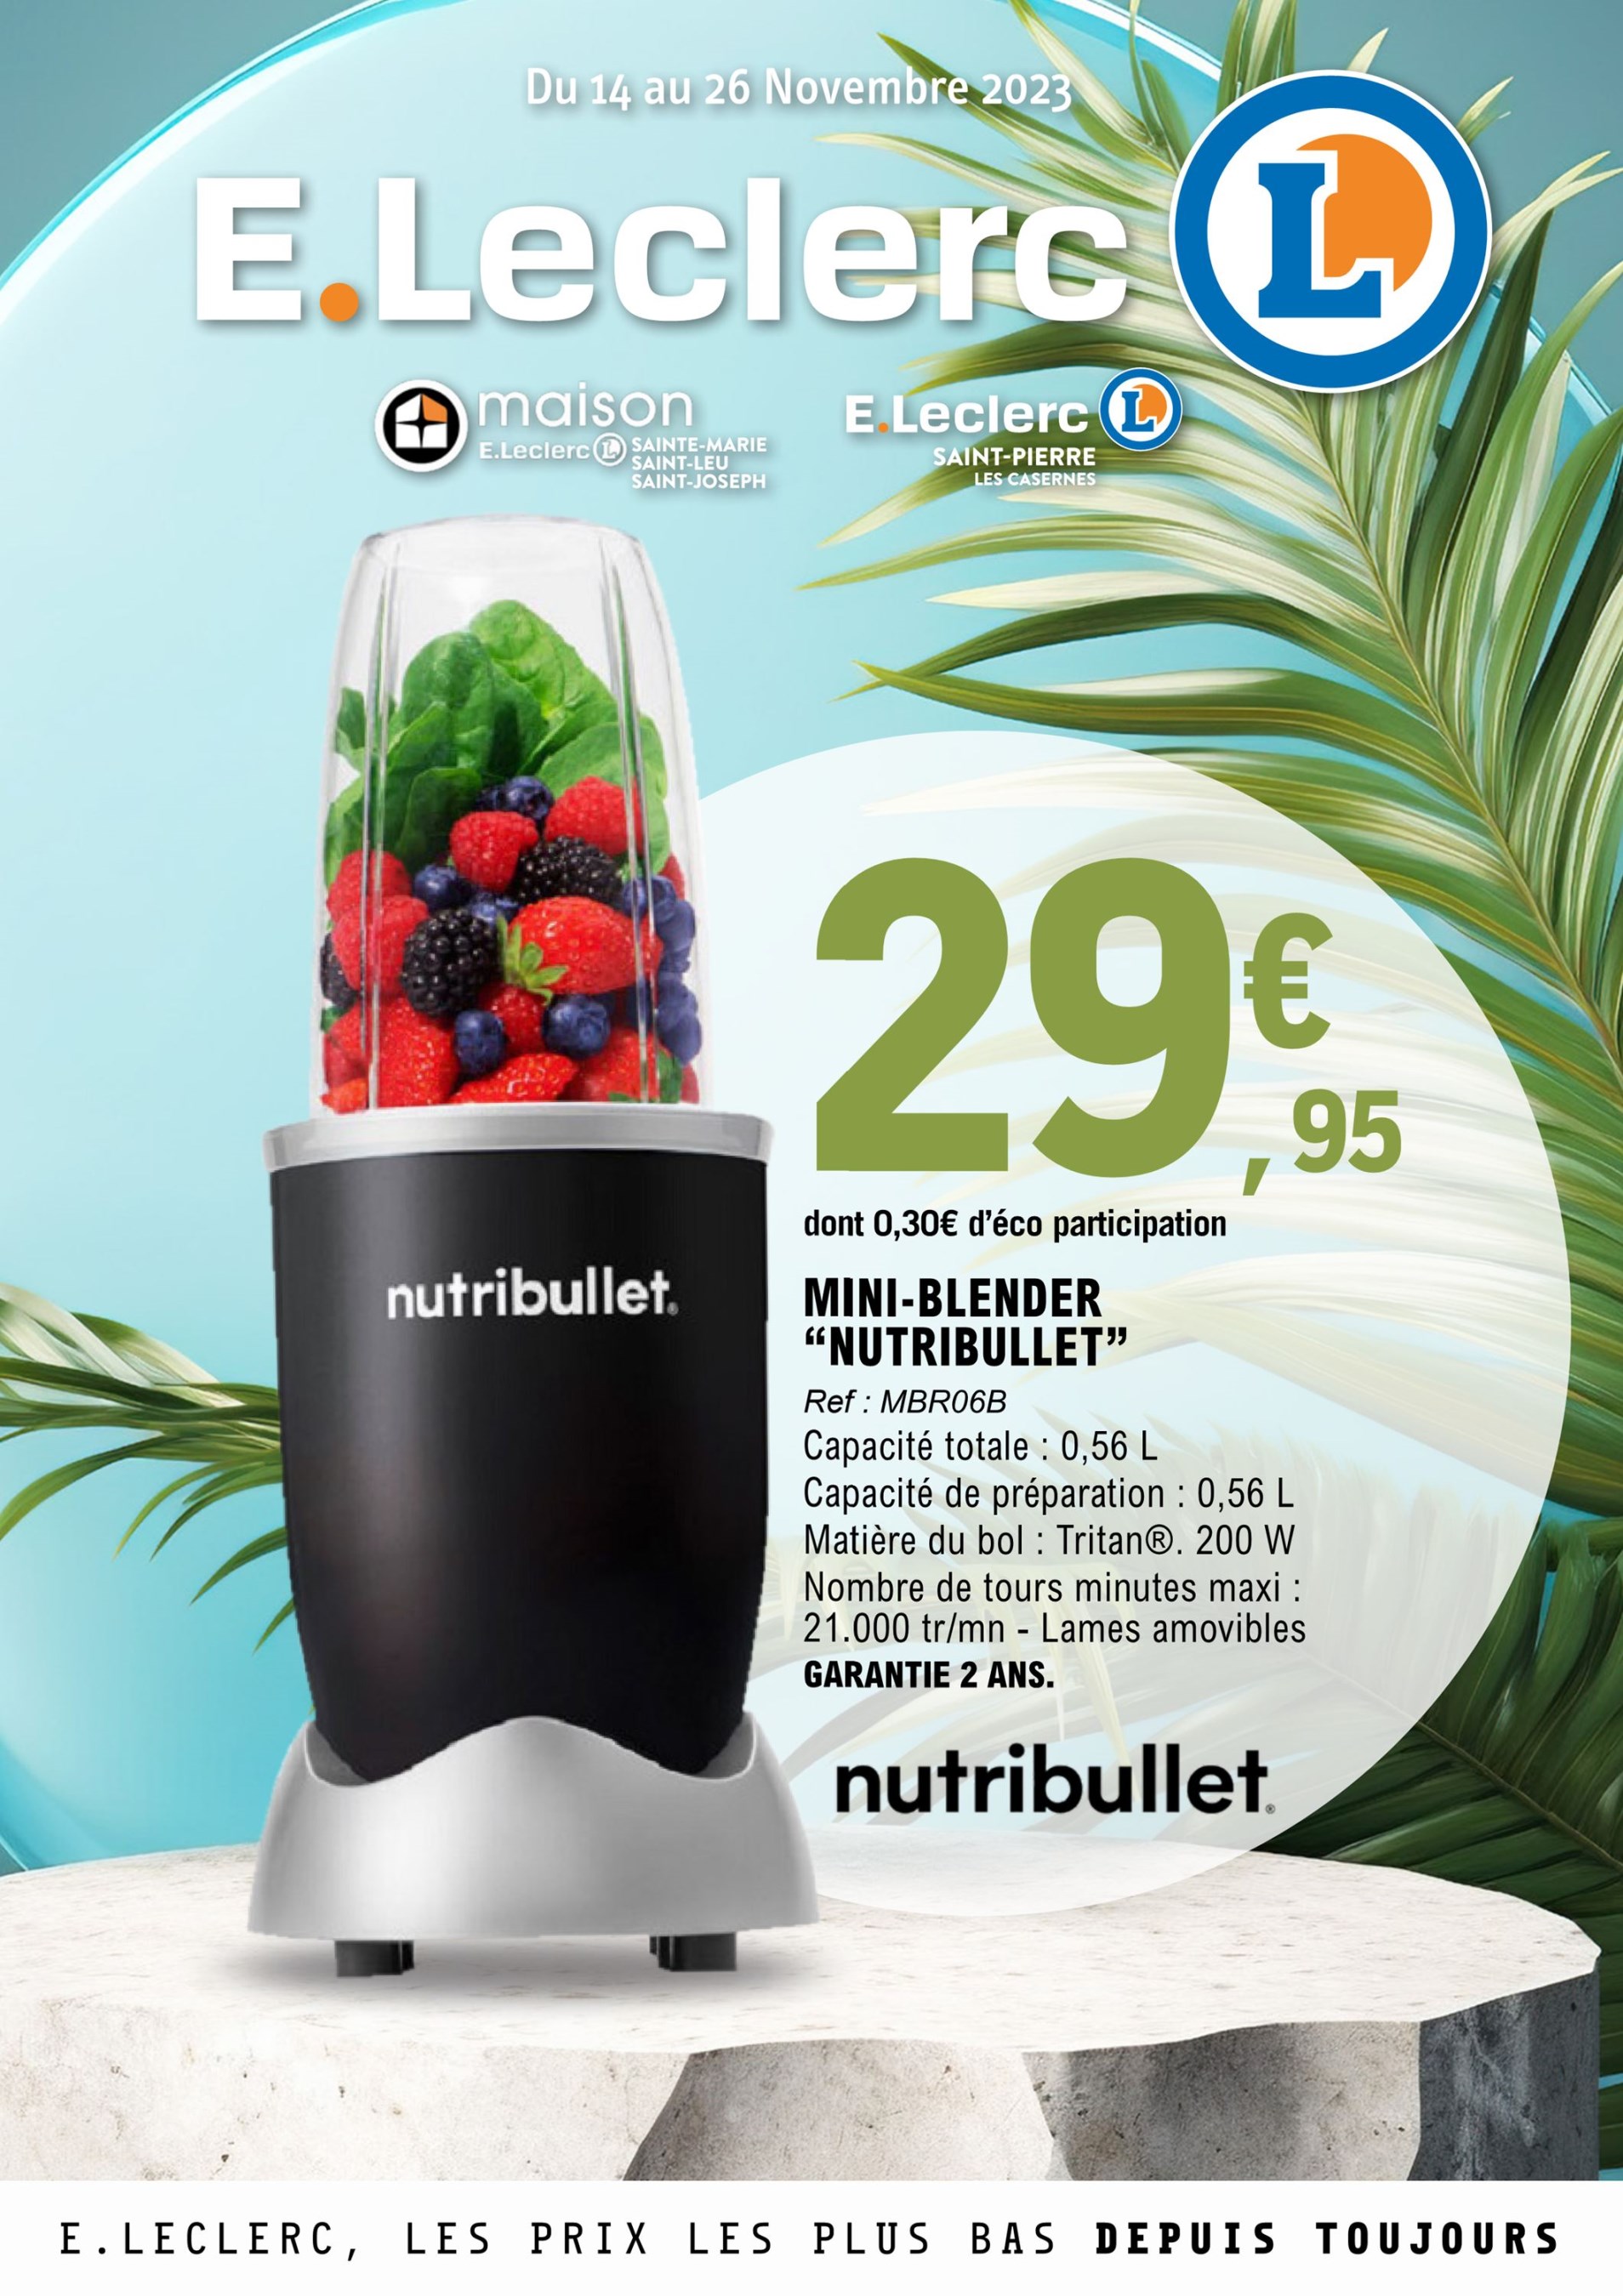 Du 14 au 26 Novembre 2023
E.Leclerc L
maison
E.Leclerc L SAINTE-MARIE
SAINT-LEU
SAINT-JOSEPH
E.Leclerc L
SAINT-PIERRE
LES CASERNES
29€,95
dont 0,30€ d’éco participation
nutribullet®
MINI-BLENDER
“NUTRIBULLET”
Ref : MBR06B
Capacité totale : 0,56 L
Capacité de préparation : 0,56 L
Matière du bol : Tritan®. 200 W
Nombre de tours minutes maxi :
21.000 tr/mn - Lames amovibles
GARANTIE 2 ANS.
nutribullet®
E.LECLERC, LES PRIX LES PLUS BAS DEPUIS TOUJOURS